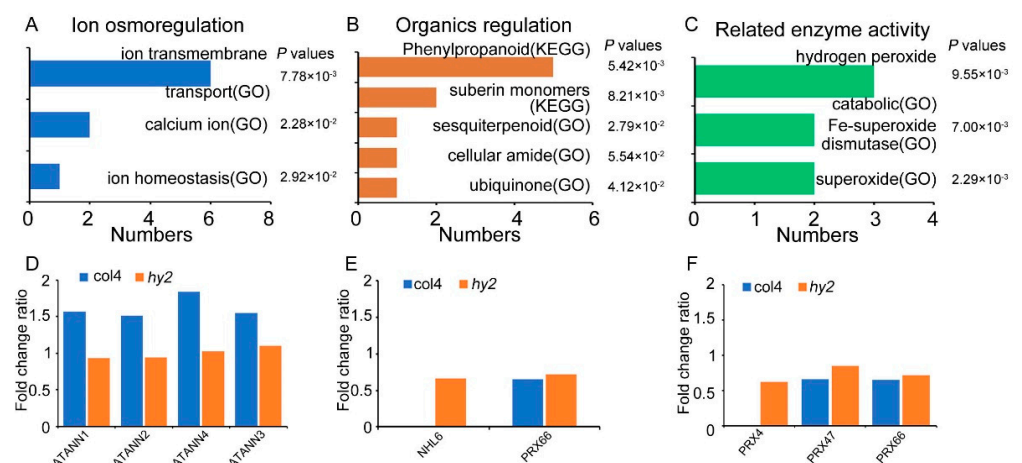 A Ion osmoregulation
ion transmembrane
transport(GO)
calcium ion(GO)
ion homeostasis(GO)
P values
7.78×10⁻³
2.28×10⁻²
2.92×10⁻²
0 2 4 6 8
Numbers
B Organics regulation
Phenylpropanoid(KEGG)
suberin monomers
(KEGG)
sesquiterpenoid(GO)
cellular amide(GO)
ubiquinone(GO)
P values
5.42×10⁻³
8.21×10⁻³
2.79×10⁻²
5.54×10⁻²
4.12×10⁻²
0 2 4 6
Numbers
C Related enzyme activity
hydrogen peroxide
catabolic(GO)
Fe-superoxide
dismutase(GO)
superoxide(GO)
P values
9.55×10⁻³
7.00×10⁻³
2.29×10⁻³
0 1 2 3 4
Numbers
D
col4 hy2
Fold change ratio
2
1.5
1
0.5
0
ATANN1 ATANN2 ATANN4 ATANN3
E
col4 hy2
Fold change ratio
2
1.5
1
0.5
0
NHL6 PRX66
F
col4 hy2
Fold change ratio
2
1.5
1
0.5
0
PRX4 PRX47 PRX66